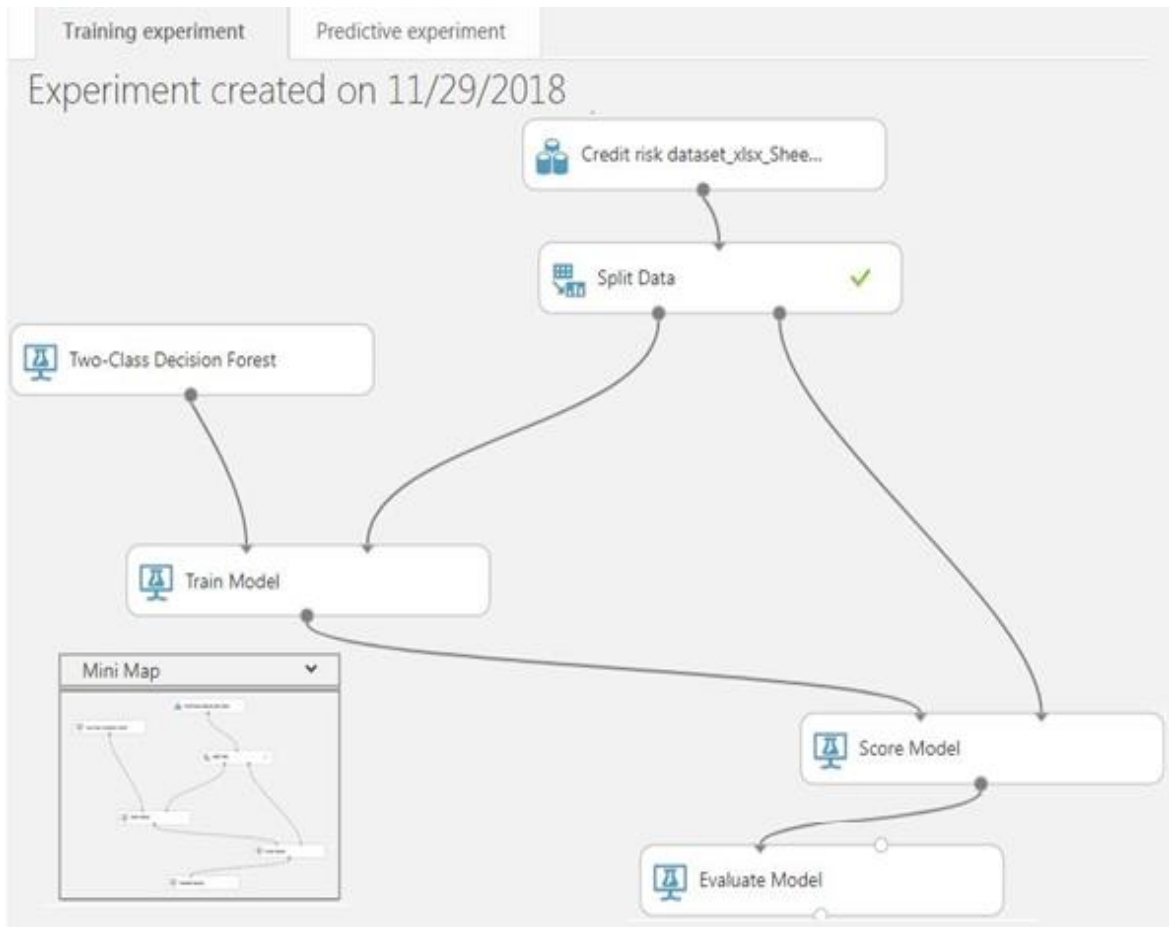 Training experiment
Predictive experiment
Experiment created on 11/29/2018
Credit risk dataset_xlsx_Shee...
Split Data
Two-Class Decision Forest
Train Model
Mini Map
Score Model
Evaluate Model